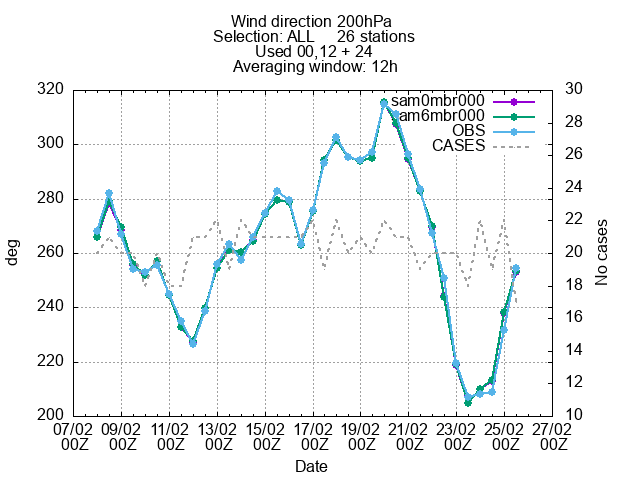 Wind direction 200hPa
Selection: ALL 26 stations
Used 00,12 + 24
Averaging window: 12h
320
300
280
260
240
220
200
deg
30
28
26
24
22
20
18
16
14
12
10
No cases
sam0mbr000
am6mbr000
OBS
CASES
07/02 09/02 11/02 13/02 15/02 17/02 19/02 21/02 23/02 25/02 27/02
00Z 00Z 00Z 00Z 00Z 00Z 00Z 00Z 00Z 00Z 00Z
Date